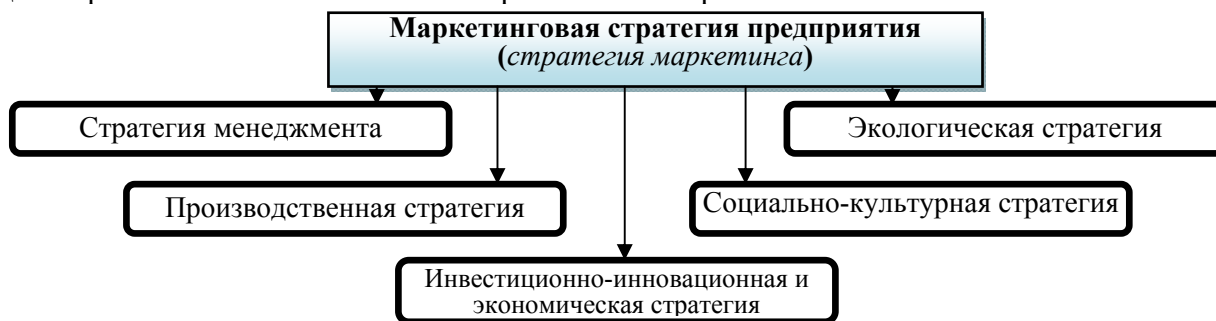 Маркетинговая стратегия предприятия
(стратегия маркетинга)
Стратегия менеджмента
Экологическая стратегия
Производственная стратегия
Социально-культурная стратегия
Инвестиционно-инновационная и
экономическая стратегия